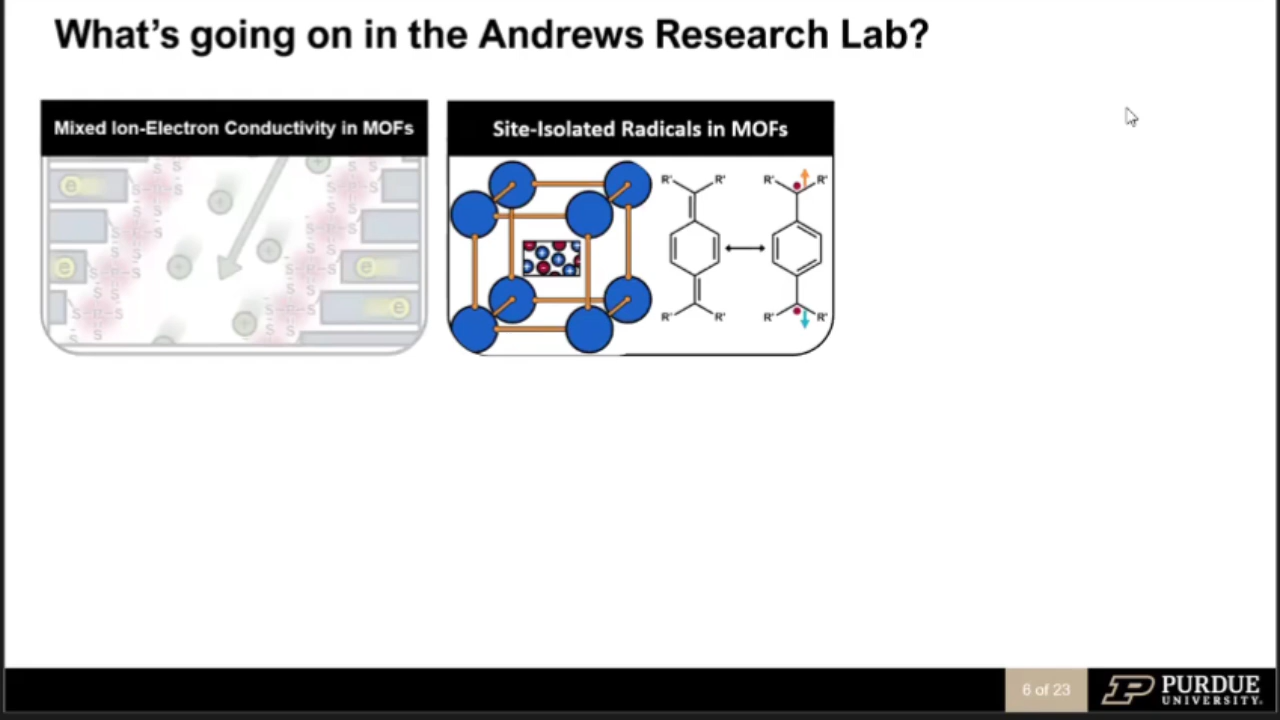 What's going on in the Andrews Research Lab?
Mixed Ion-Electron Conductivity in MOFs
Site-Isolated Radicals in MOFs
R' R' R' R'
e
e e
e
R' R' R' R'
6 of 23
PURDUE
UNIVERSITY.